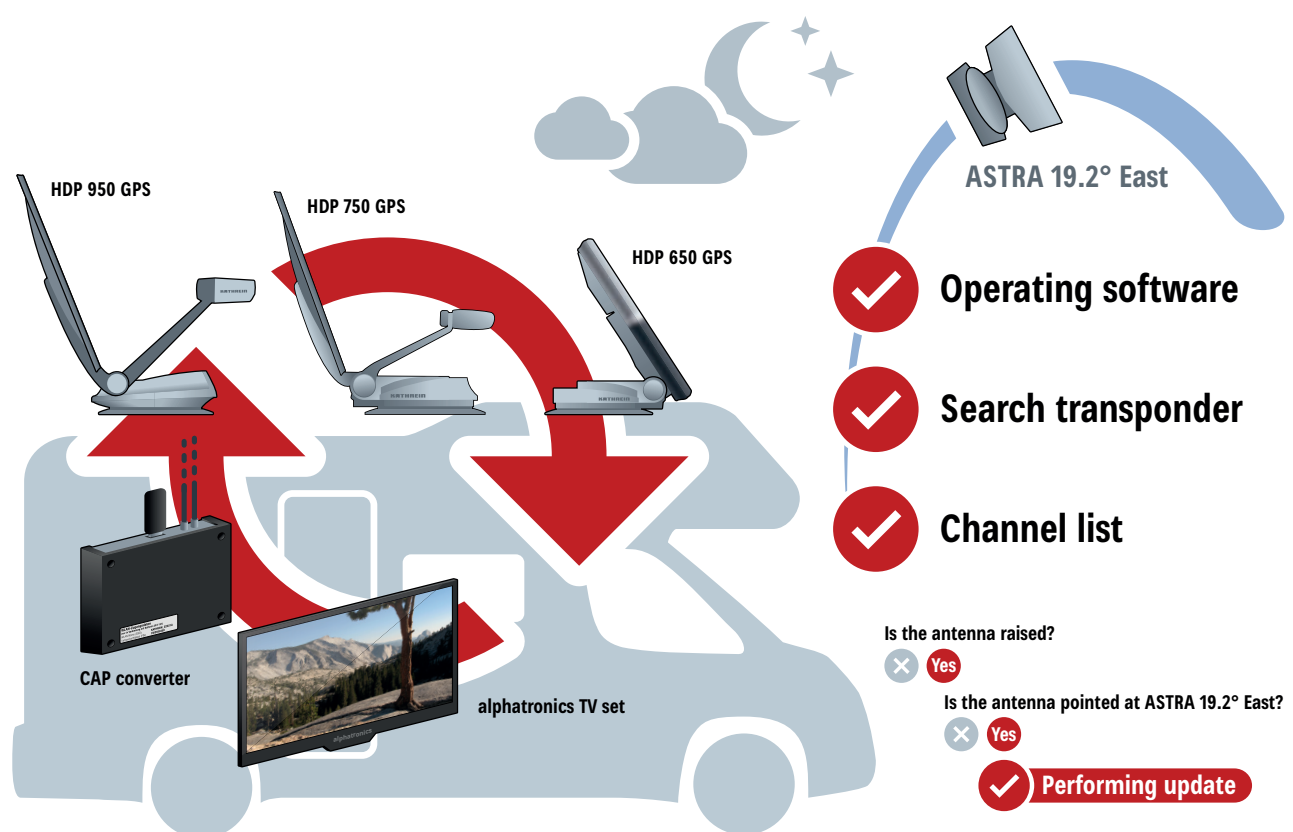 HDP 950 GPS
HDP 750 GPS
HDP 650 GPS
KATHREIN
KATHREIN
KATHREIN
ASTRA 19.2° East
Operating software
Search transponder
Channel list
CAP converter
alphatronics
alphatronics TV set
Is the antenna raised?
Yes
Is the antenna pointed at ASTRA 19.2° East?
Yes
Performing update